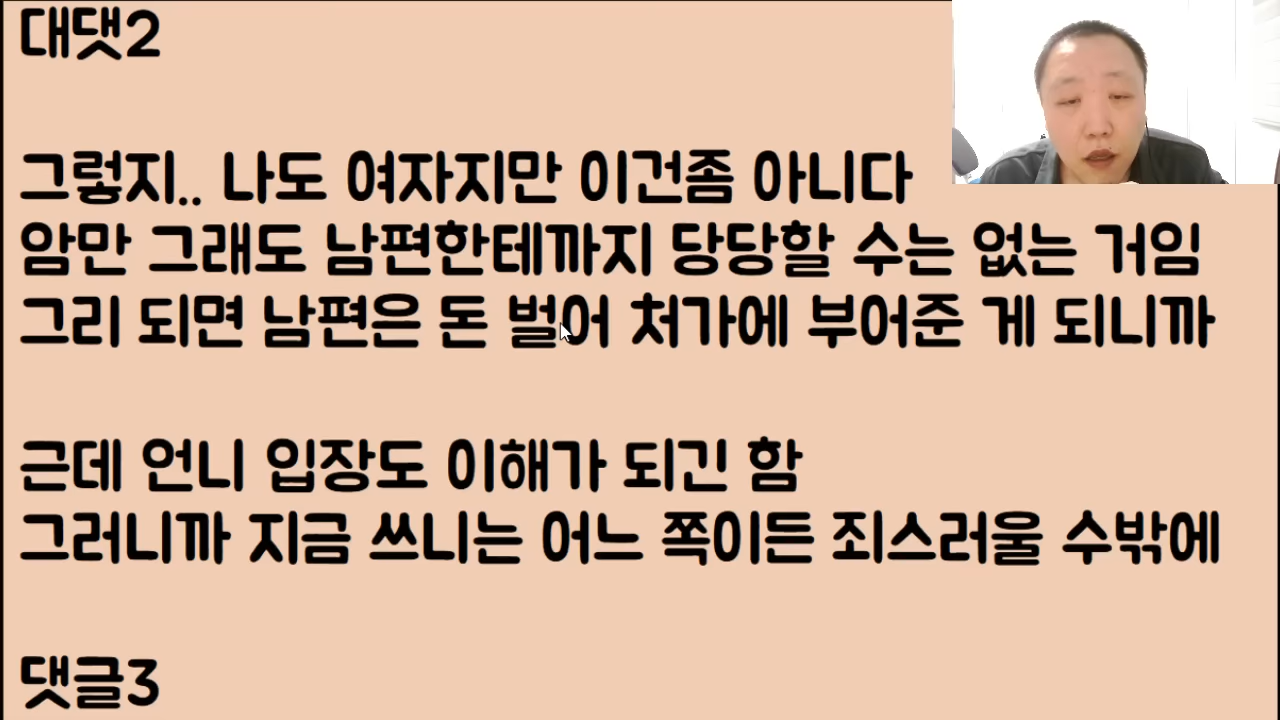 대댓2
그렇지.. 나도 여자지만 이건좀 아니다
암만 그래도 남편한테까지 당당할 수는 없는 거임
그리 되면 남편은 돈 벌어 처가에 부어준 게 되니까
근데 언니 입장도 이해가 되긴 함
그러니까 지금 쓰니는 어느 쪽이든 죄스러울 수밖에
댓글3